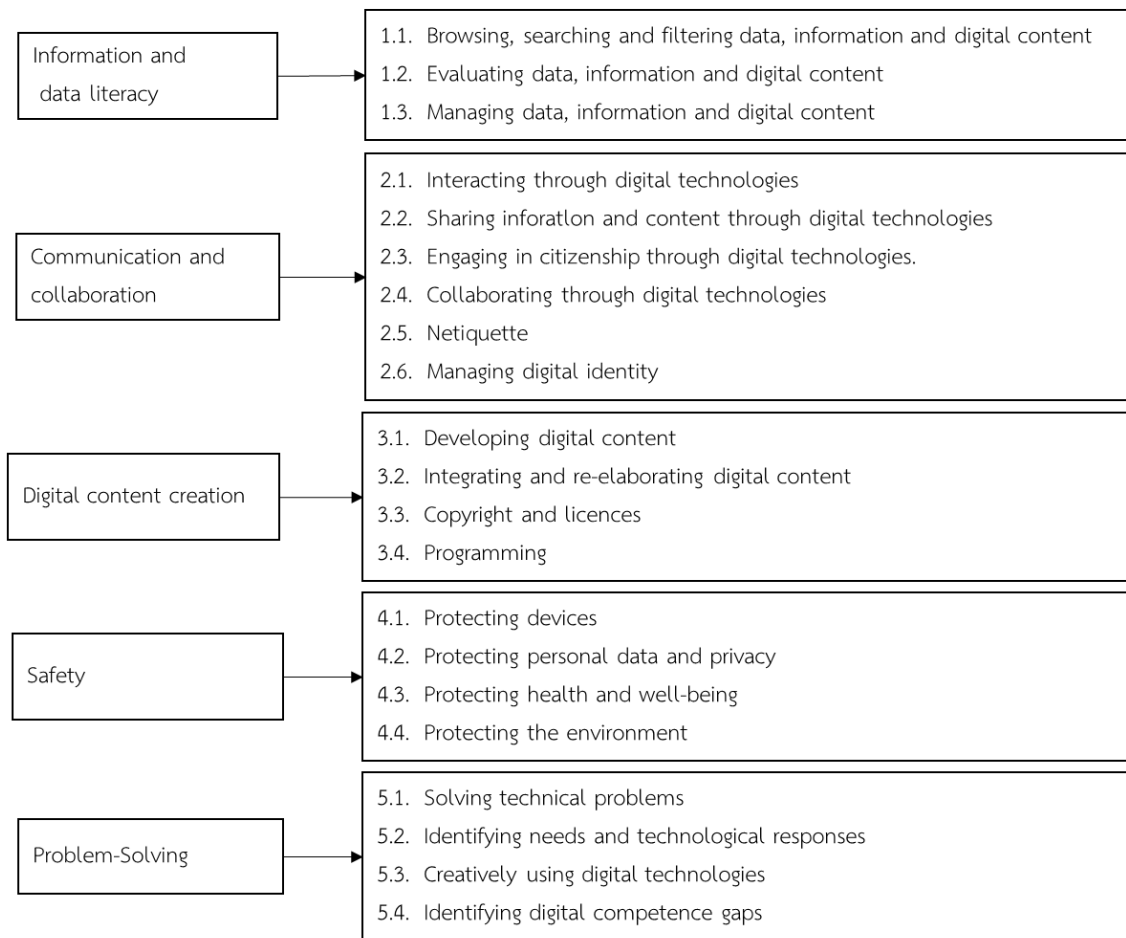 Information and
data literacy
1.1. Browsing, searching and filtering data, information and digital content
1.2. Evaluating data, information and digital content
1.3. Managing data, information and digital content
Communication and
collaboration
2.1. Interacting through digital technologies
2.2. Sharing inforatlon and content through digital technologies
2.3. Engaging in citizenship through digital technologies.
2.4. Collaborating through digital technologies
2.5. Netiquette
2.6. Managing digital identity
Digital content creation
3.1. Developing digital content
3.2. Integrating and re-elaborating digital content
3.3. Copyright and licences
3.4. Programming
Safety
4.1. Protecting devices
4.2. Protecting personal data and privacy
4.3. Protecting health and well-being
4.4. Protecting the environment
Problem-Solving
5.1. Solving technical problems
5.2. Identifying needs and technological responses
5.3. Creatively using digital technologies
5.4. Identifying digital competence gaps